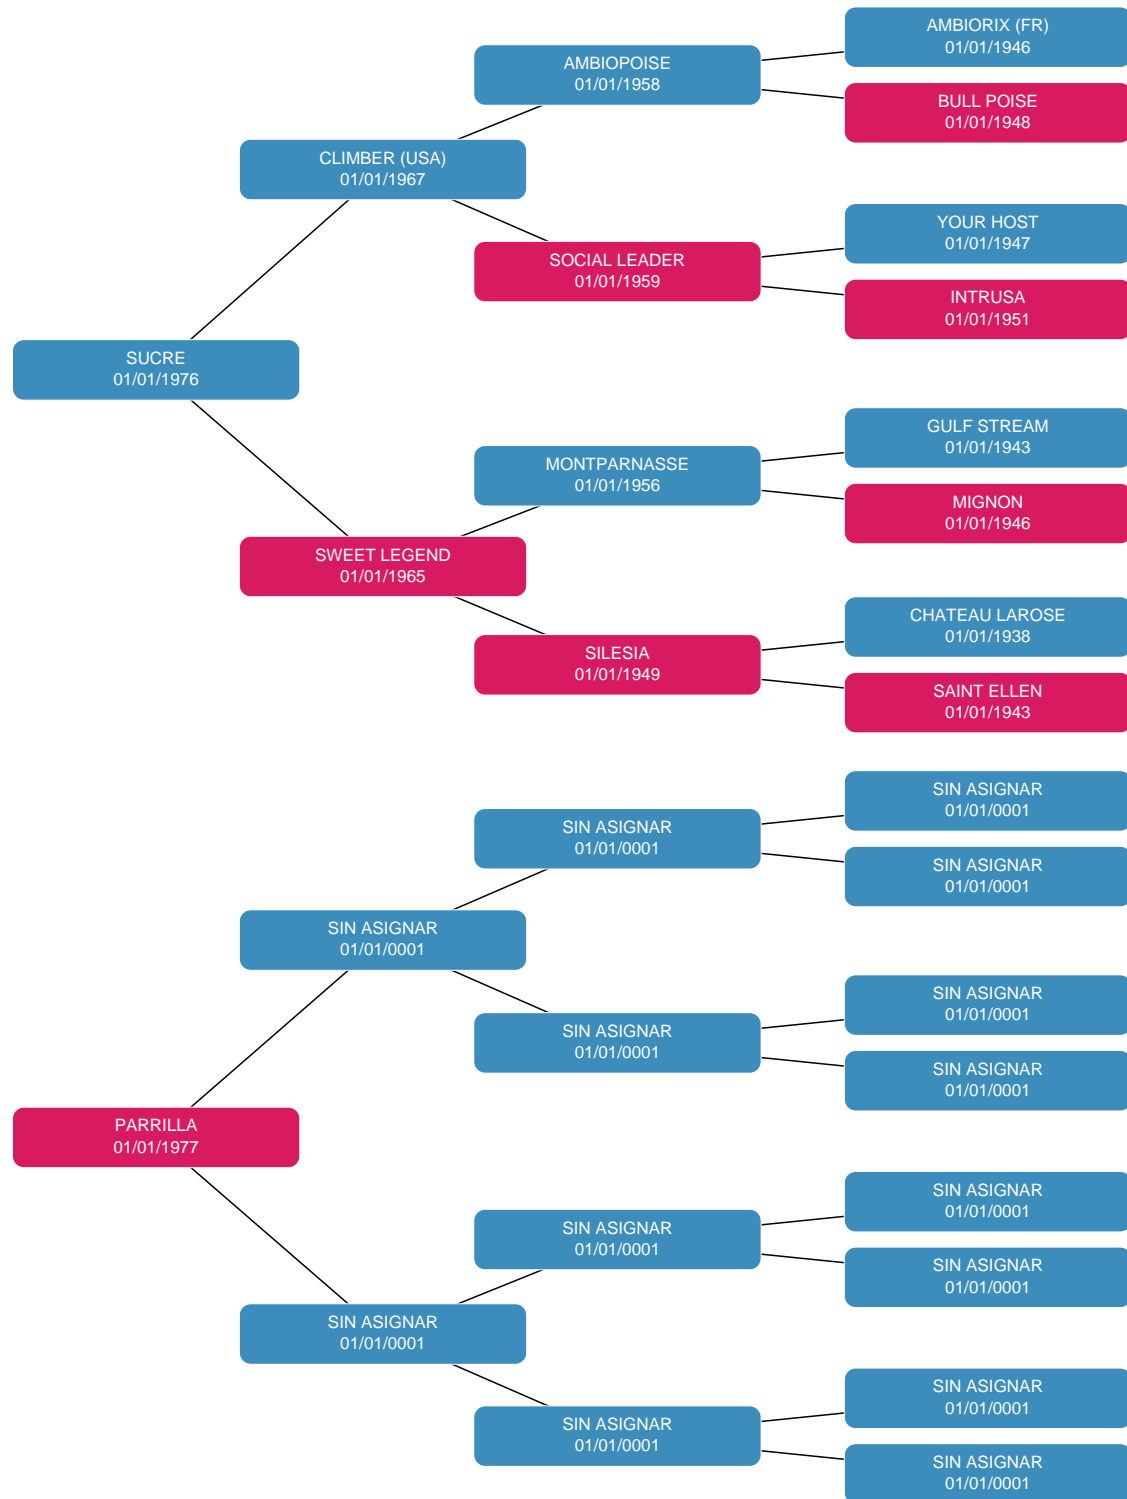 AMBIORIX (FR)
01/01/1946
AMBIOPOISE
01/01/1958
BULL POISE
01/01/1948
CLIMBER (USA)
01/01/1967
YOUR HOST
01/01/1947
SOCIAL LEADER
01/01/1959
INTRUSA
01/01/1951
SUCRE
01/01/1976
GULF STREAM
01/01/1943
MONTPARNASSE
01/01/1956
MIGNON
01/01/1946
SWEET LEGEND
01/01/1965
CHATEAU LAROSE
01/01/1938
SILESIA
01/01/1949
SAINT ELLEN
01/01/1943
SIN ASIGNAR
01/01/0001
SIN ASIGNAR
01/01/0001
SIN ASIGNAR
01/01/0001
SIN ASIGNAR
01/01/0001
SIN ASIGNAR
01/01/0001
SIN ASIGNAR
01/01/0001
SIN ASIGNAR
01/01/0001
PARRILLA
01/01/1977
SIN ASIGNAR
01/01/0001
SIN ASIGNAR
01/01/0001
SIN ASIGNAR
01/01/0001
SIN ASIGNAR
01/01/0001
SIN ASIGNAR
01/01/0001
SIN ASIGNAR
01/01/0001
SIN ASIGNAR
01/01/0001